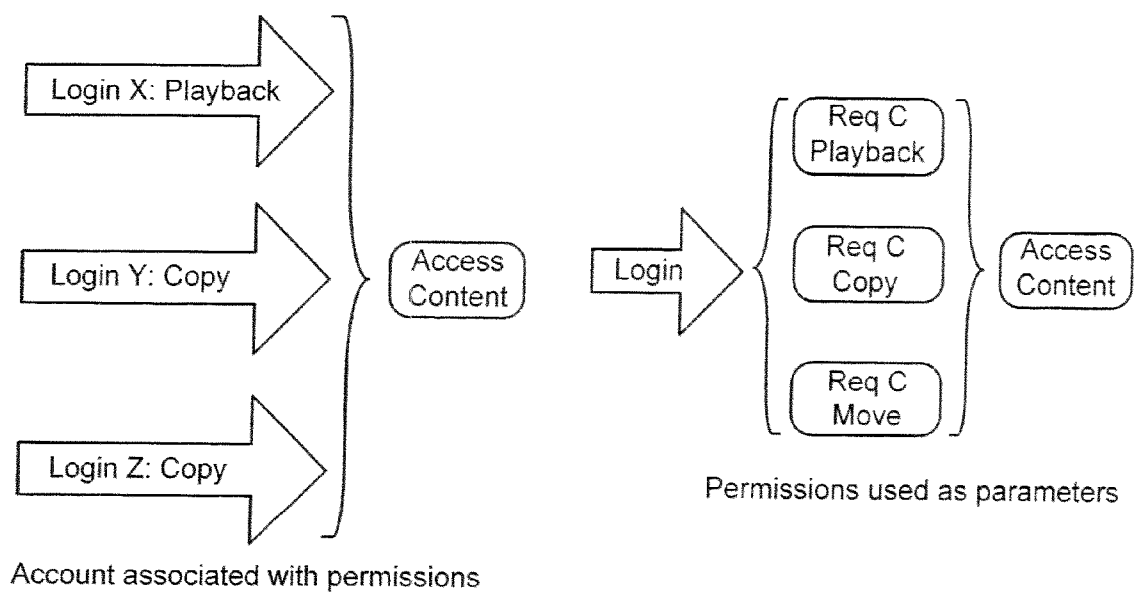 Login X: Playback
Login Y: Copy
Login Z: Copy
Access
Content
Account associated with permissions
Login
Req C
Playback
Req C
Copy
Req C
Move
Access
Content
Permissions used as parameters